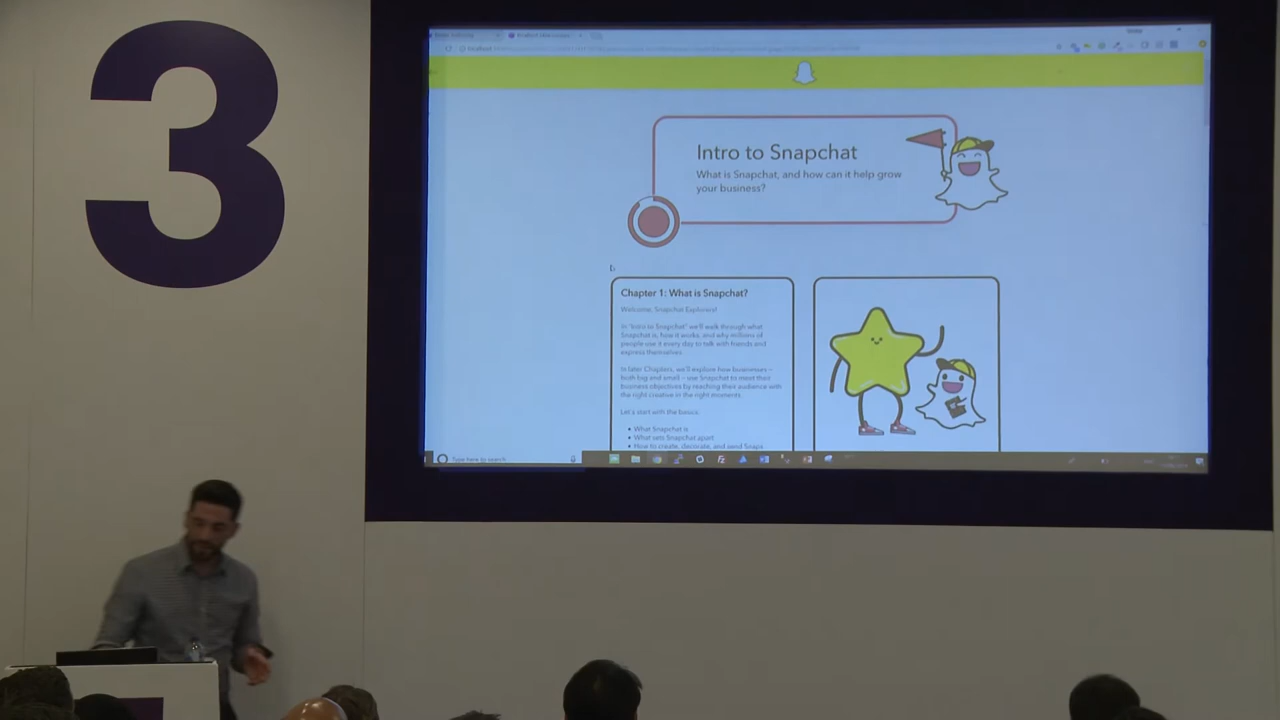 3
Intro to Snapchat
What is Snapchat, and how can it help grow
your business?
Chapter 1: What is Snapchat?
Welcome, Snapchat Explorers!
In "Intro to Snapchat" we'll walk through what
Snapchat is, how it works, and why millions of
people use it every day to talk with friends and
express themselves.
In later Chapters, we'll explore how businesses –
both big and small – use Snapchat to meet their
business objectives by reaching their audience with
the right creative in the right moments.
Let's start with the basics:
• What Snapchat is
• What sets Snapchat apart
• How to create, decorate, and send Snaps
Type here to search